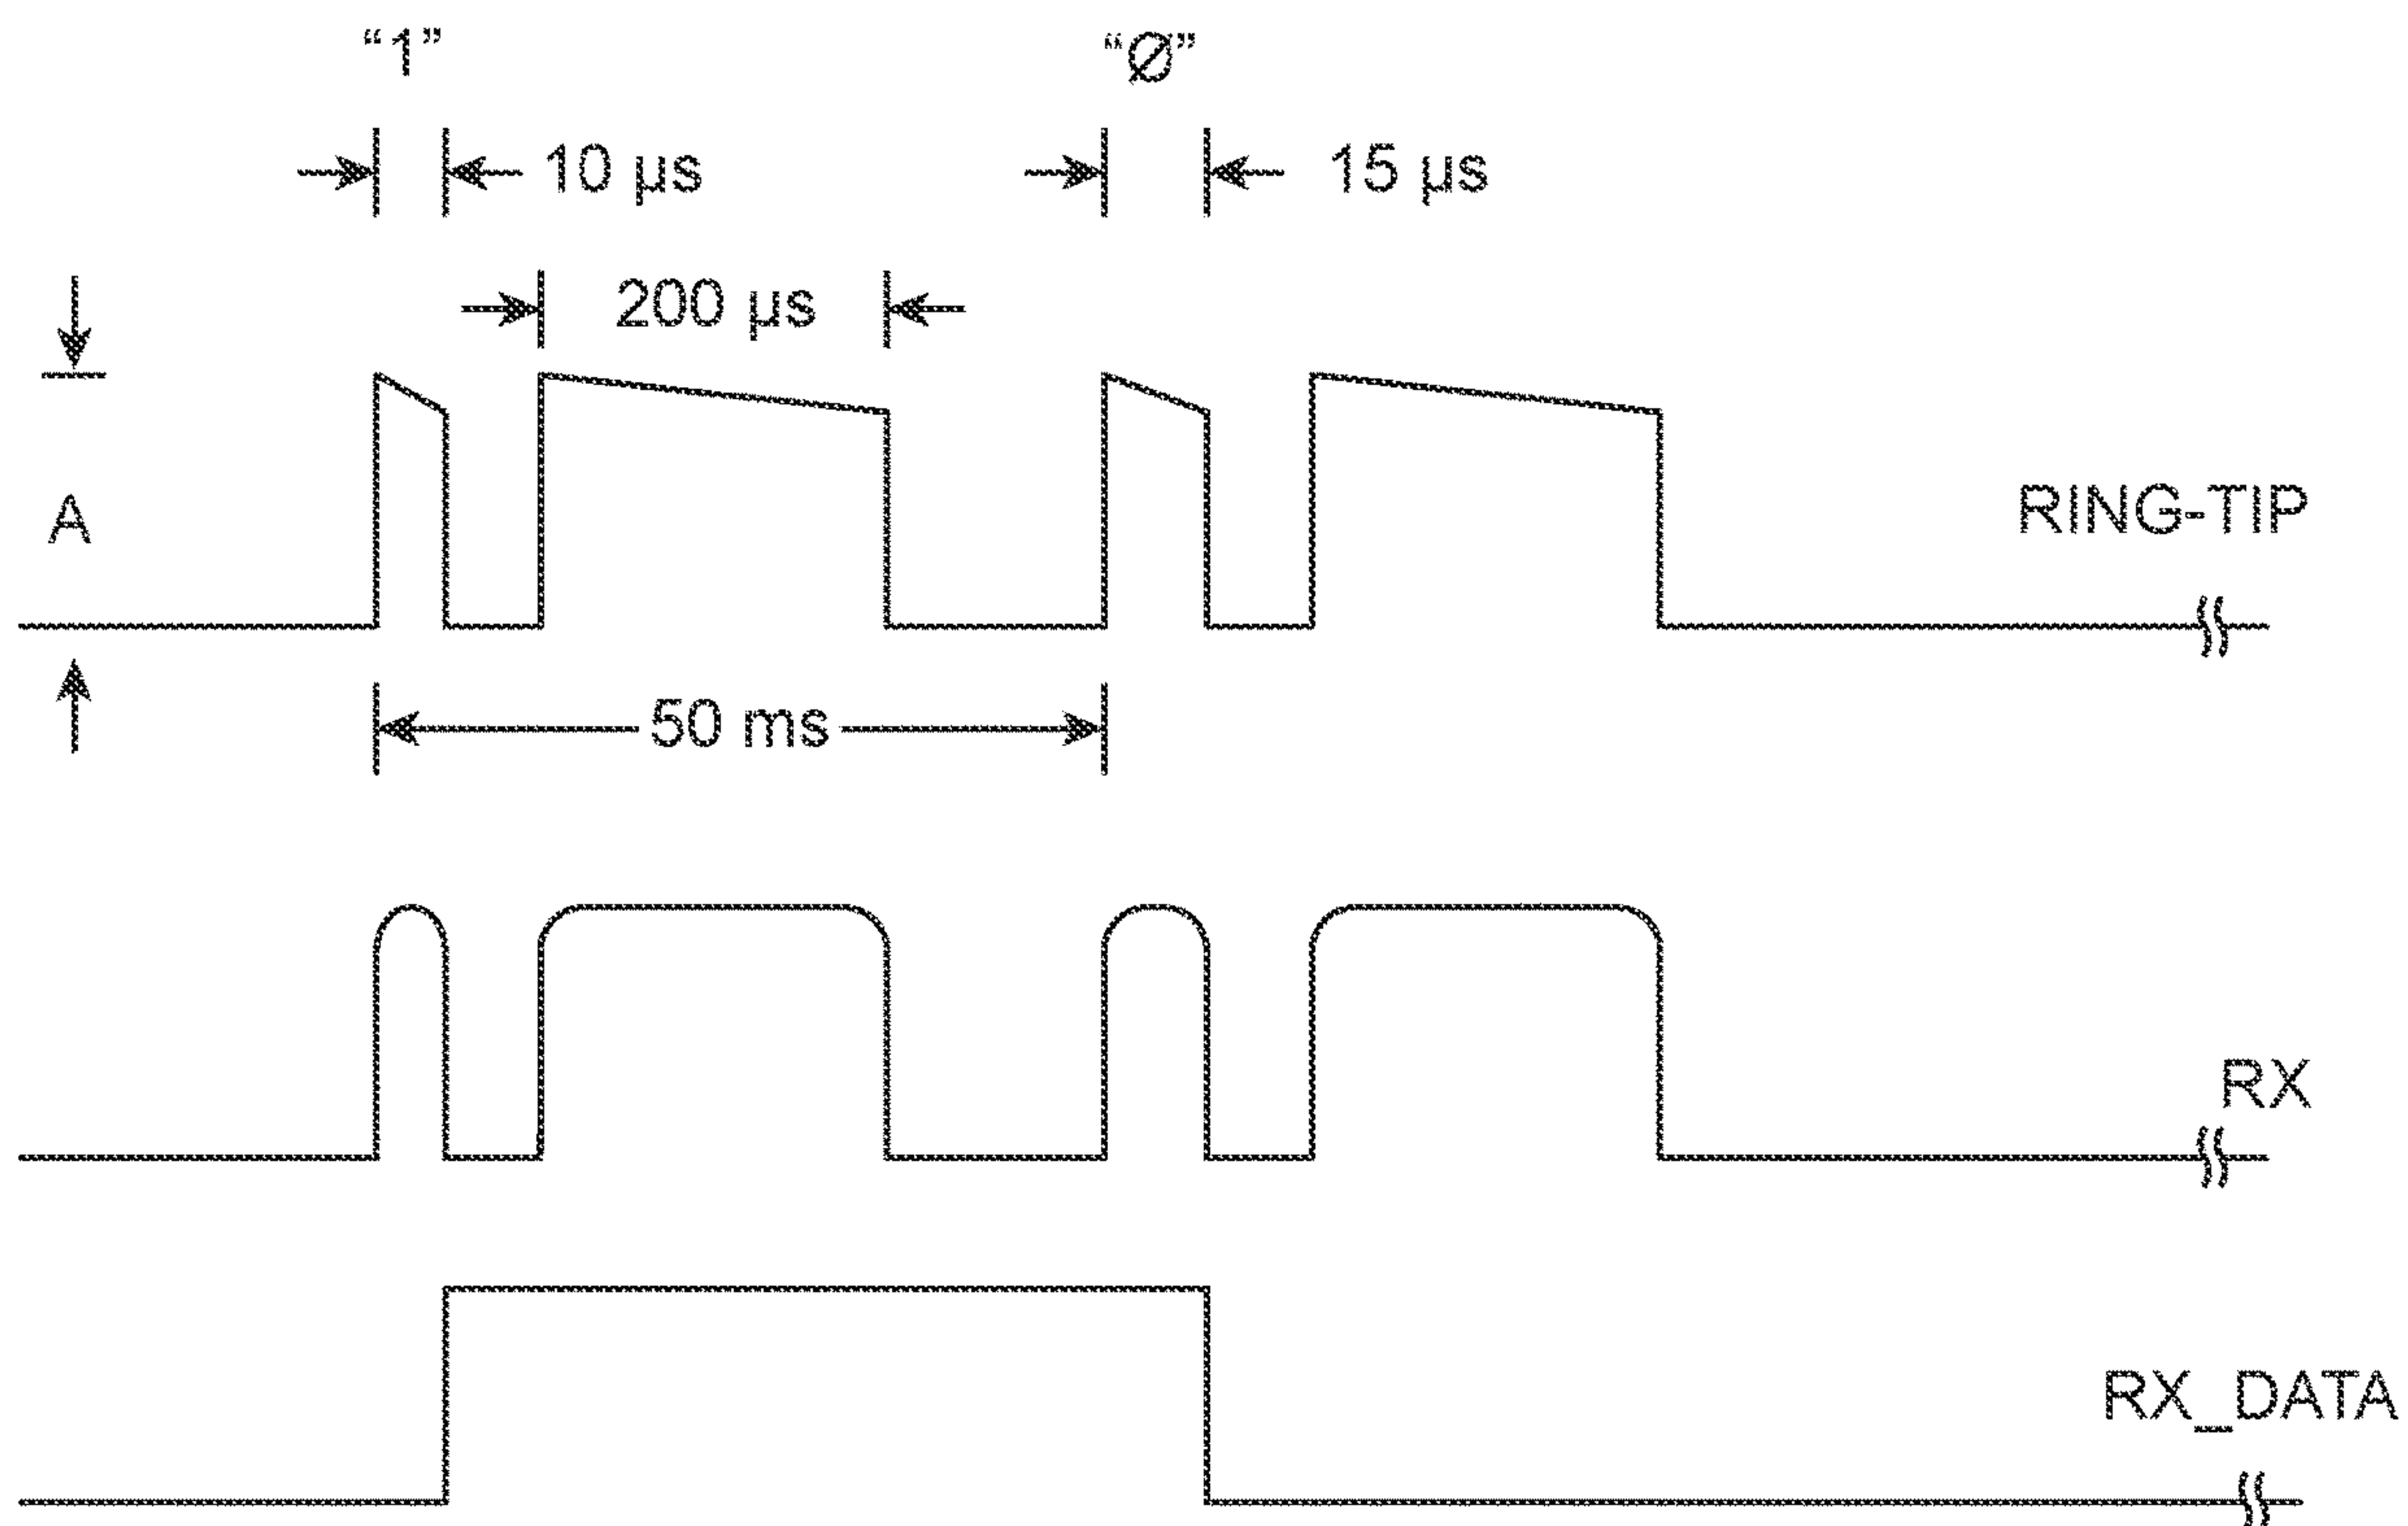 “1”
“Ø”
10 µs
15 µs
200 µs
A
RING-TIP
50 ms
RX
RX_DATA